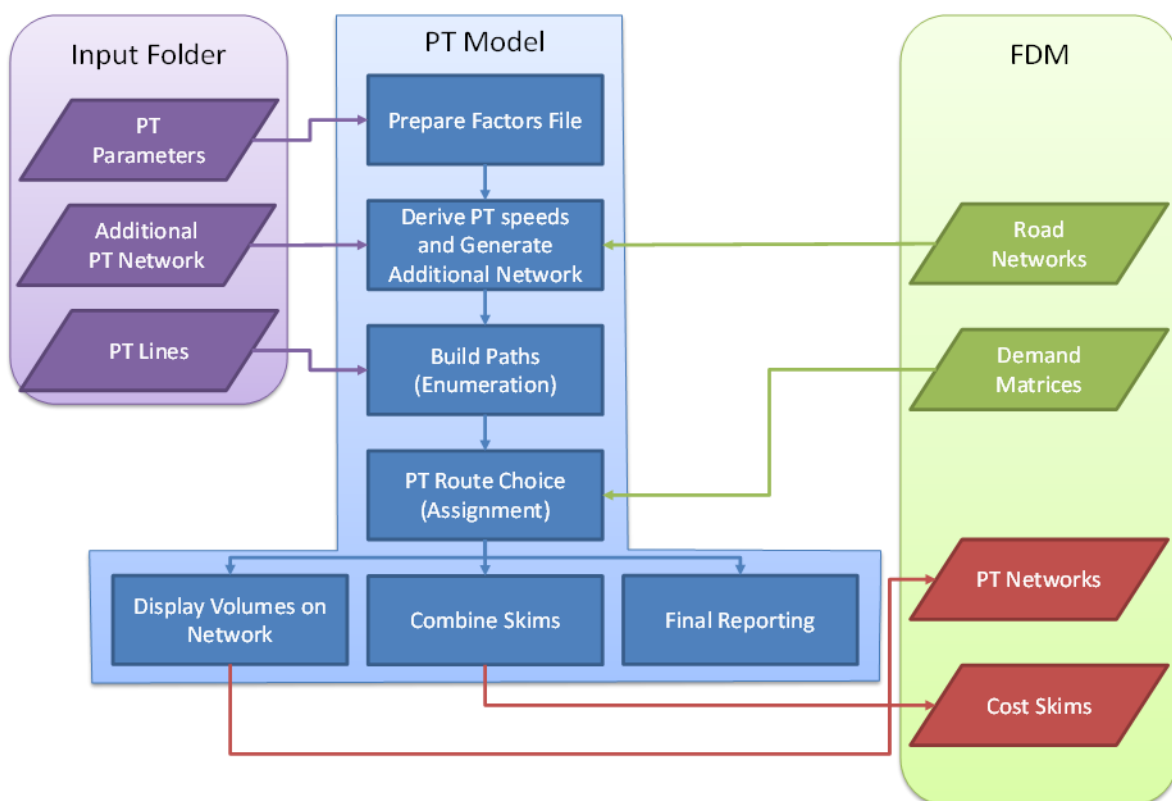 Input Folder
PT
Parameters
Additional
PT Network
PT Lines
PT Model
Prepare Factors File
Derive PT speeds
and Generate
Additional Network
Build Paths
(Enumeration)
PT Route Choice
(Assignment)
Display Volumes on
Network
Combine Skims
Final Reporting
FDM
Road
Networks
Demand
Matrices
PT Networks
Cost Skims